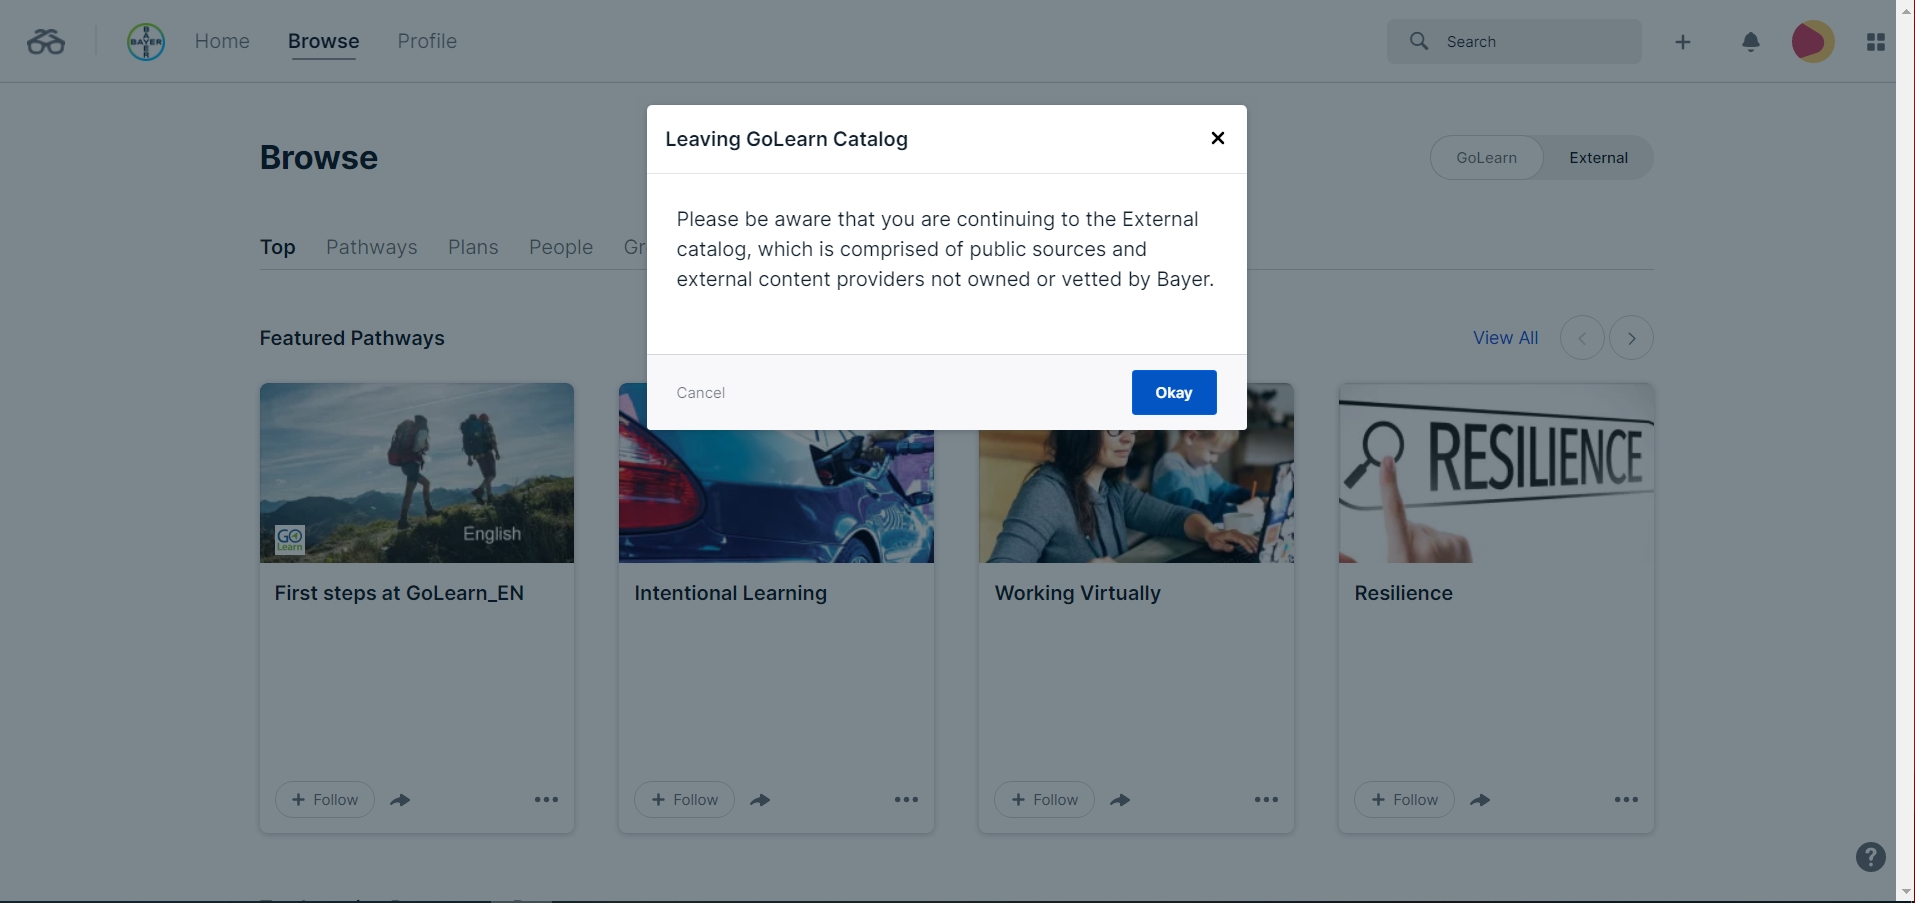 BAYER
BAYER
Home
Browse
Profile
Search
Leaving GoLearn Catalog
Browse
GoLearn
External
Please be aware that you are continuing to the External
catalog, which is comprised of public sources and
external content providers not owned or vetted by Bayer.
Top
Pathways
Plans
People
Gr
Featured Pathways
View All
Cancel
Okay
GO
Learn
English
RESILIENCE
First steps at GoLearn_EN
Intentional Learning
Working Virtually
Resilience
+ Follow
+ Follow
+ Follow
+ Follow
?